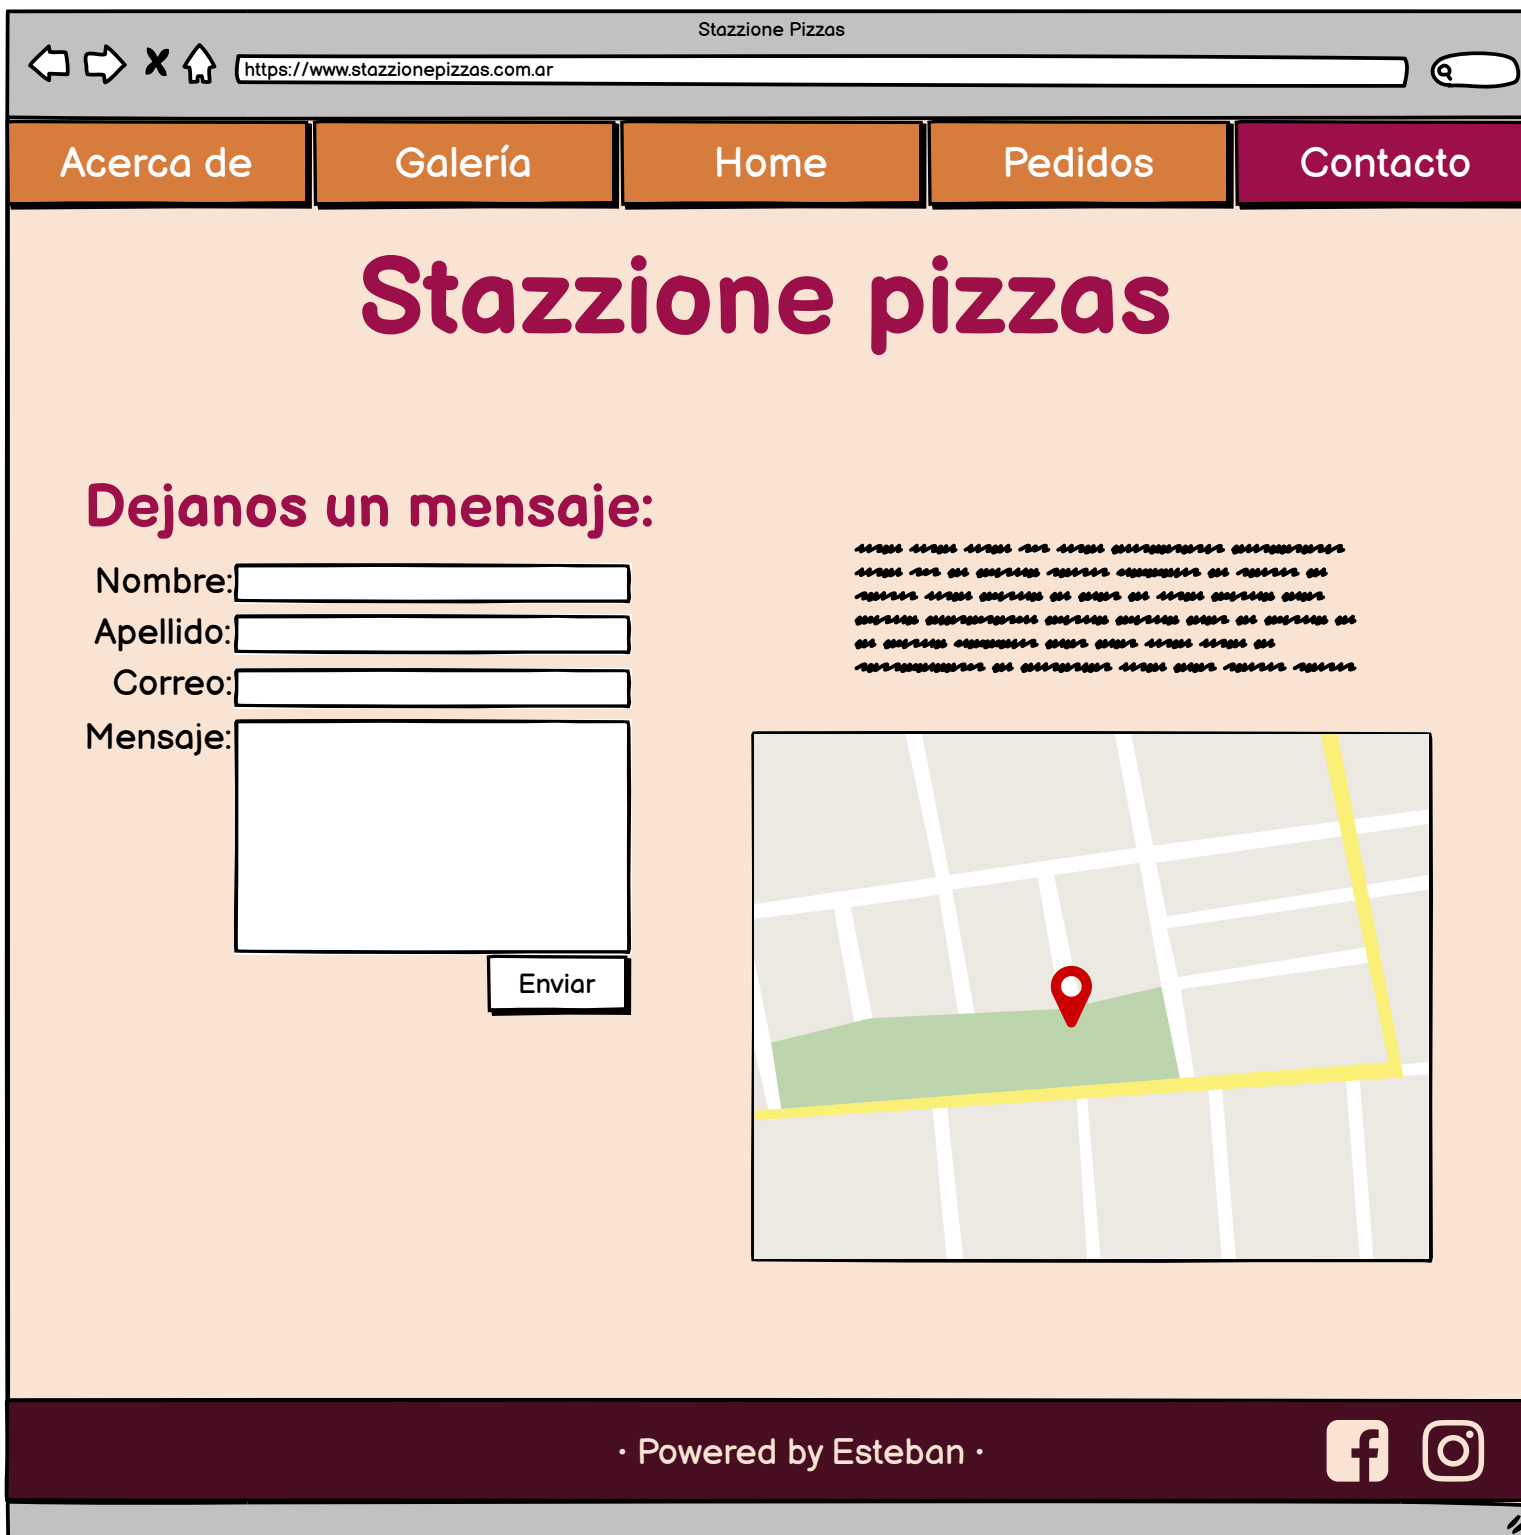 Stazzione Pizzas
https://www.stazzionepizzas.com.ar
Acerca de Galería Home Pedidos Contacto
Stazzione pizzas
Dejanos un mensaje:
Nombre:
Apellido:
Correo:
Mensaje:
Enviar
· Powered by Esteban ·